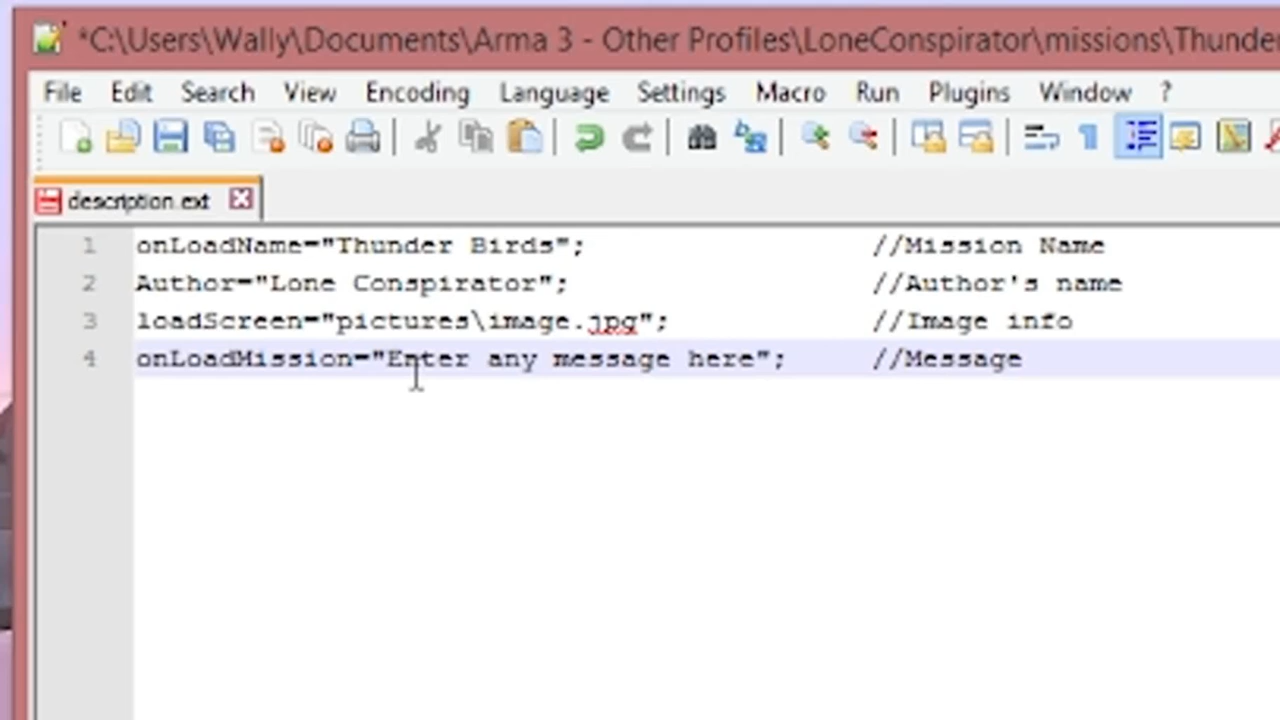 *C:\Users\Wally\Documents\Arma 3 - Other Profiles\LoneConspirator\missions\Thunde
File Edit Search View Encoding Language Settings Macro Run Plugins Window ?
description.ext
1 onLoadName="Thunder Birds"; //Mission Name
2 Author="Lone Conspirator"; //Author's name
3 loadScreen="pictures\image.jpg"; //Image info
4 onLoadMission="Enter any message here"; //Message